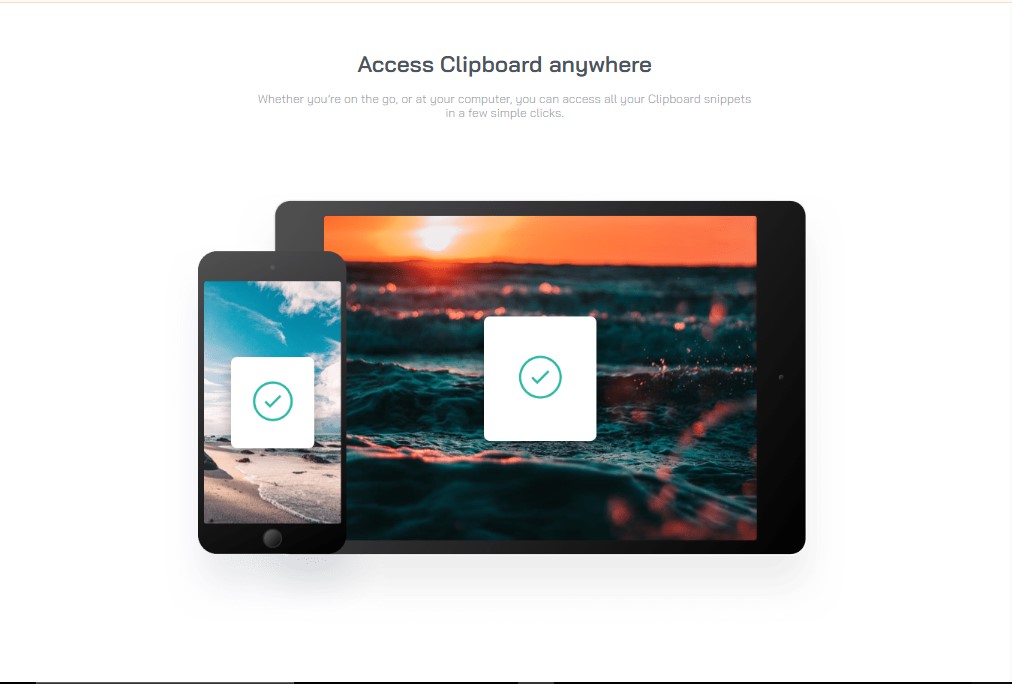 Access Clipboard anywhere
Whether you're on the go, or at your computer, you can access all your Clipboard snippets
in a few simple clicks.